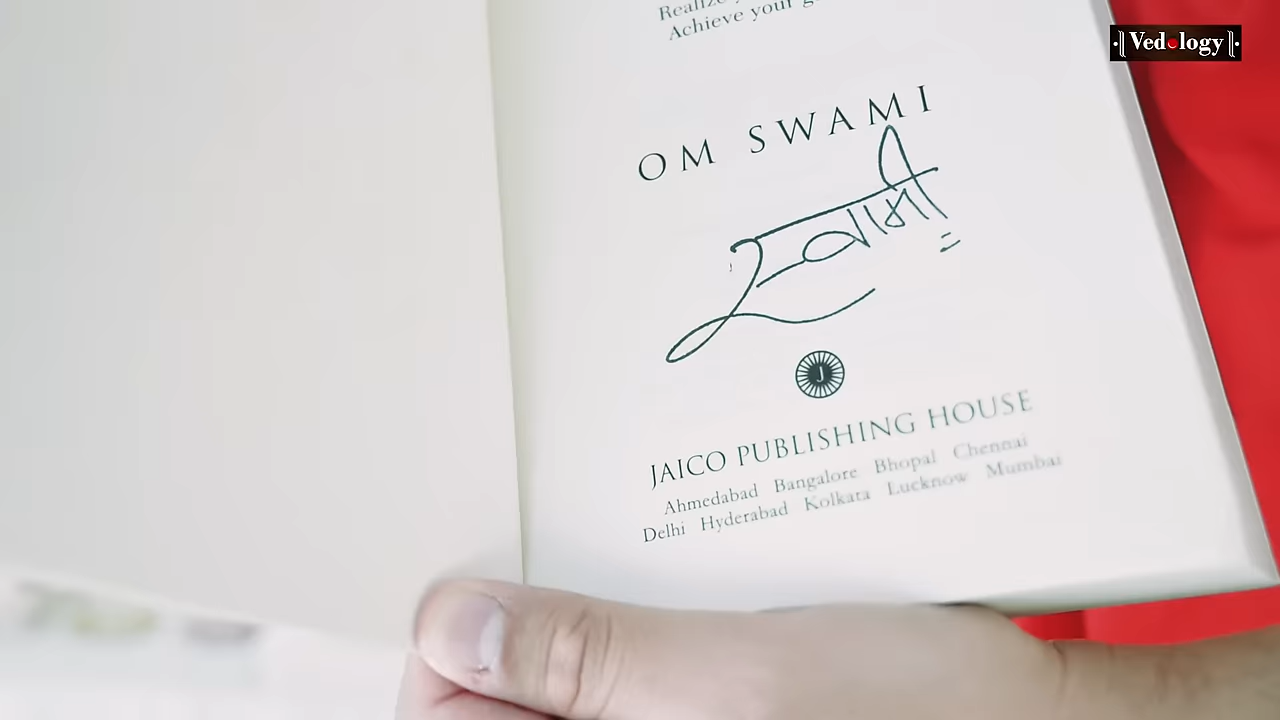 Achieve your
OM SWAMI
स्वामी
J
JAICO PUBLISHING HOUSE
Ahmedabad Bangalore Bhopal Chennai
Delhi Hyderabad Kolkata Lucknow Mumbai
Vedology